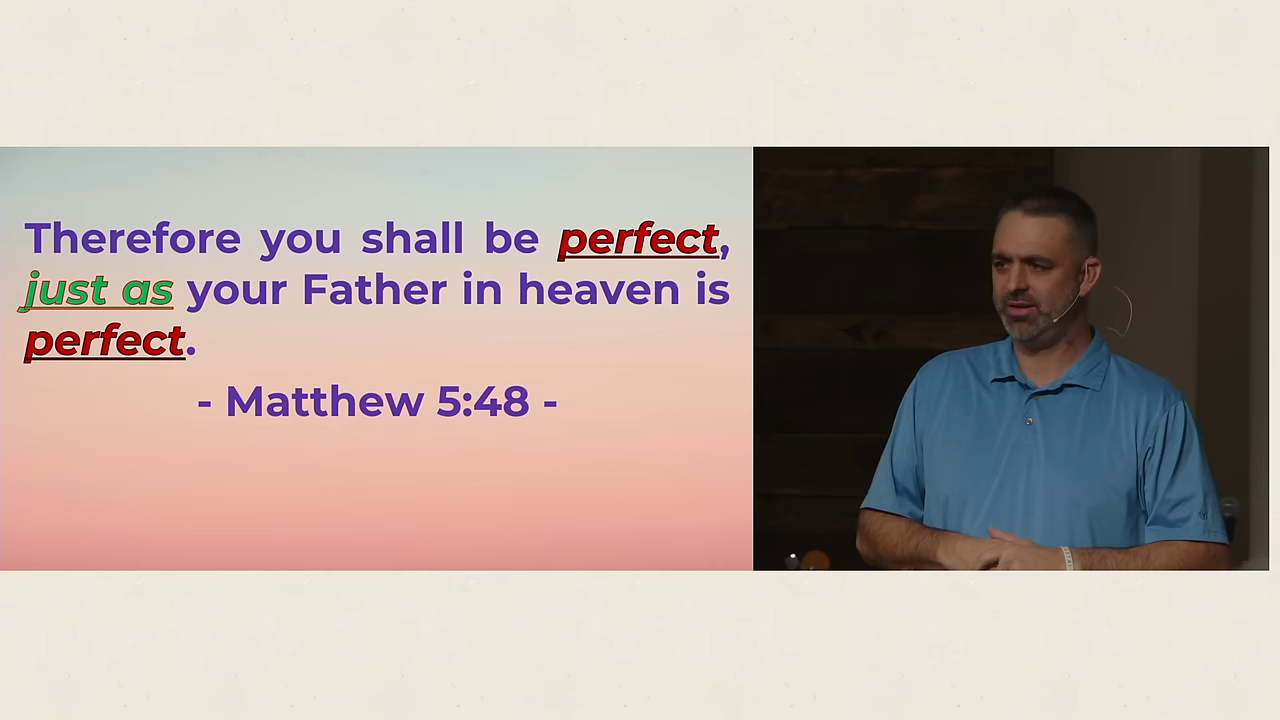 Therefore you shall be perfect,
just as your Father in heaven is
perfect.
- Matthew 5:48 -